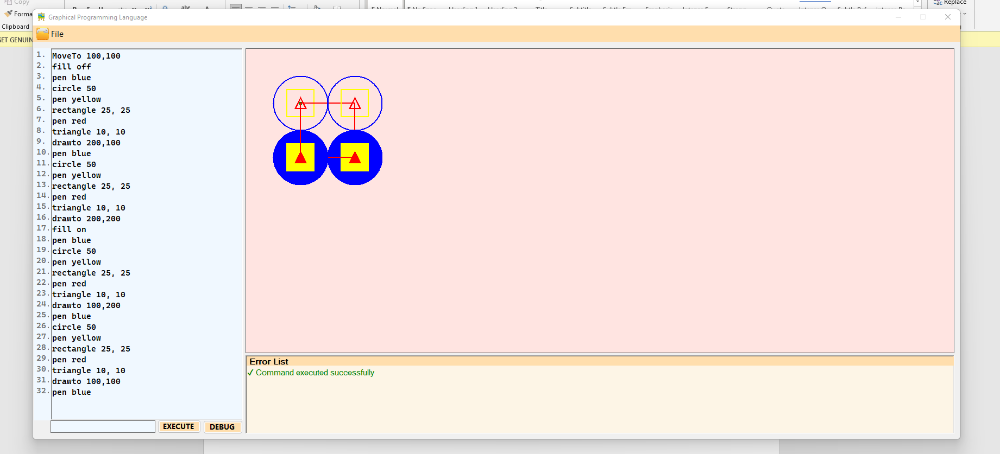 Copy
Replace
Forma
Clipboard
GET GENUIN
Graphical Programming Language
File
1. MoveTo 100,100
2. fill off
3. pen blue
4. circle 50
5. pen yellow
6. rectangle 25, 25
7. pen red
8. triangle 10, 10
9. drawto 200,100
10. pen blue
11. circle 50
12. pen yellow
13. rectangle 25, 25
14. pen red
15. triangle 10, 10
16. drawto 200,200
17. fill on
18. pen blue
19. circle 50
20. pen yellow
21. rectangle 25, 25
22. pen red
23. triangle 10, 10
24. drawto 100,200
25. pen blue
26. circle 50
27. pen yellow
28. rectangle 25, 25
29. pen red
30. triangle 10, 10
31. drawto 100,100
32. pen blue
EXECUTE
DEBUG
Error List
✓ Command executed successfully